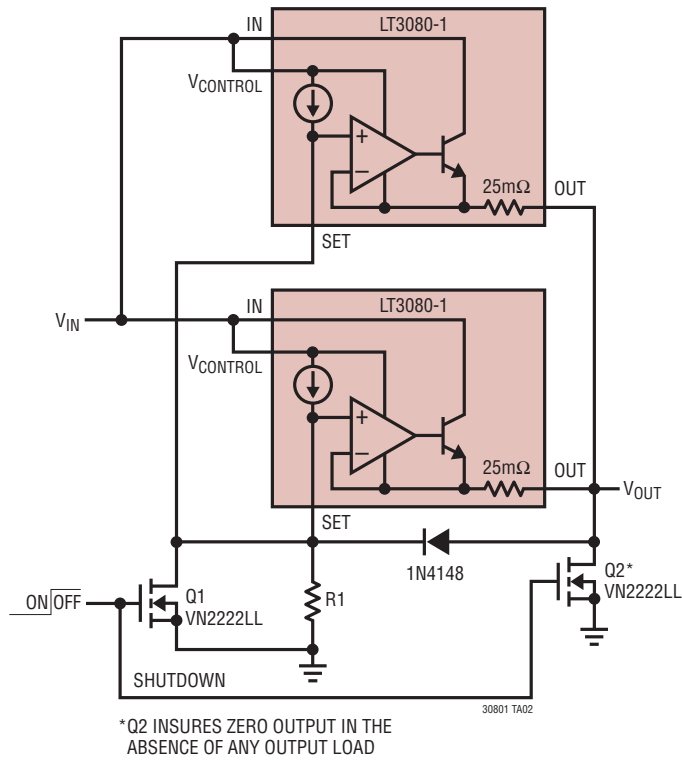 IN
LT3080-1
VCONTROL
+
–
25mΩ
OUT
SET
IN
LT3080-1
VIN
VCONTROL
+
–
25mΩ
OUT
VOUT
SET
1N4148
Q2*
VN2222LL
ON OFF
Q1
VN2222LL
R1
SHUTDOWN
30801 TA02
*Q2 INSURES ZERO OUTPUT IN THE
ABSENCE OF ANY OUTPUT LOAD